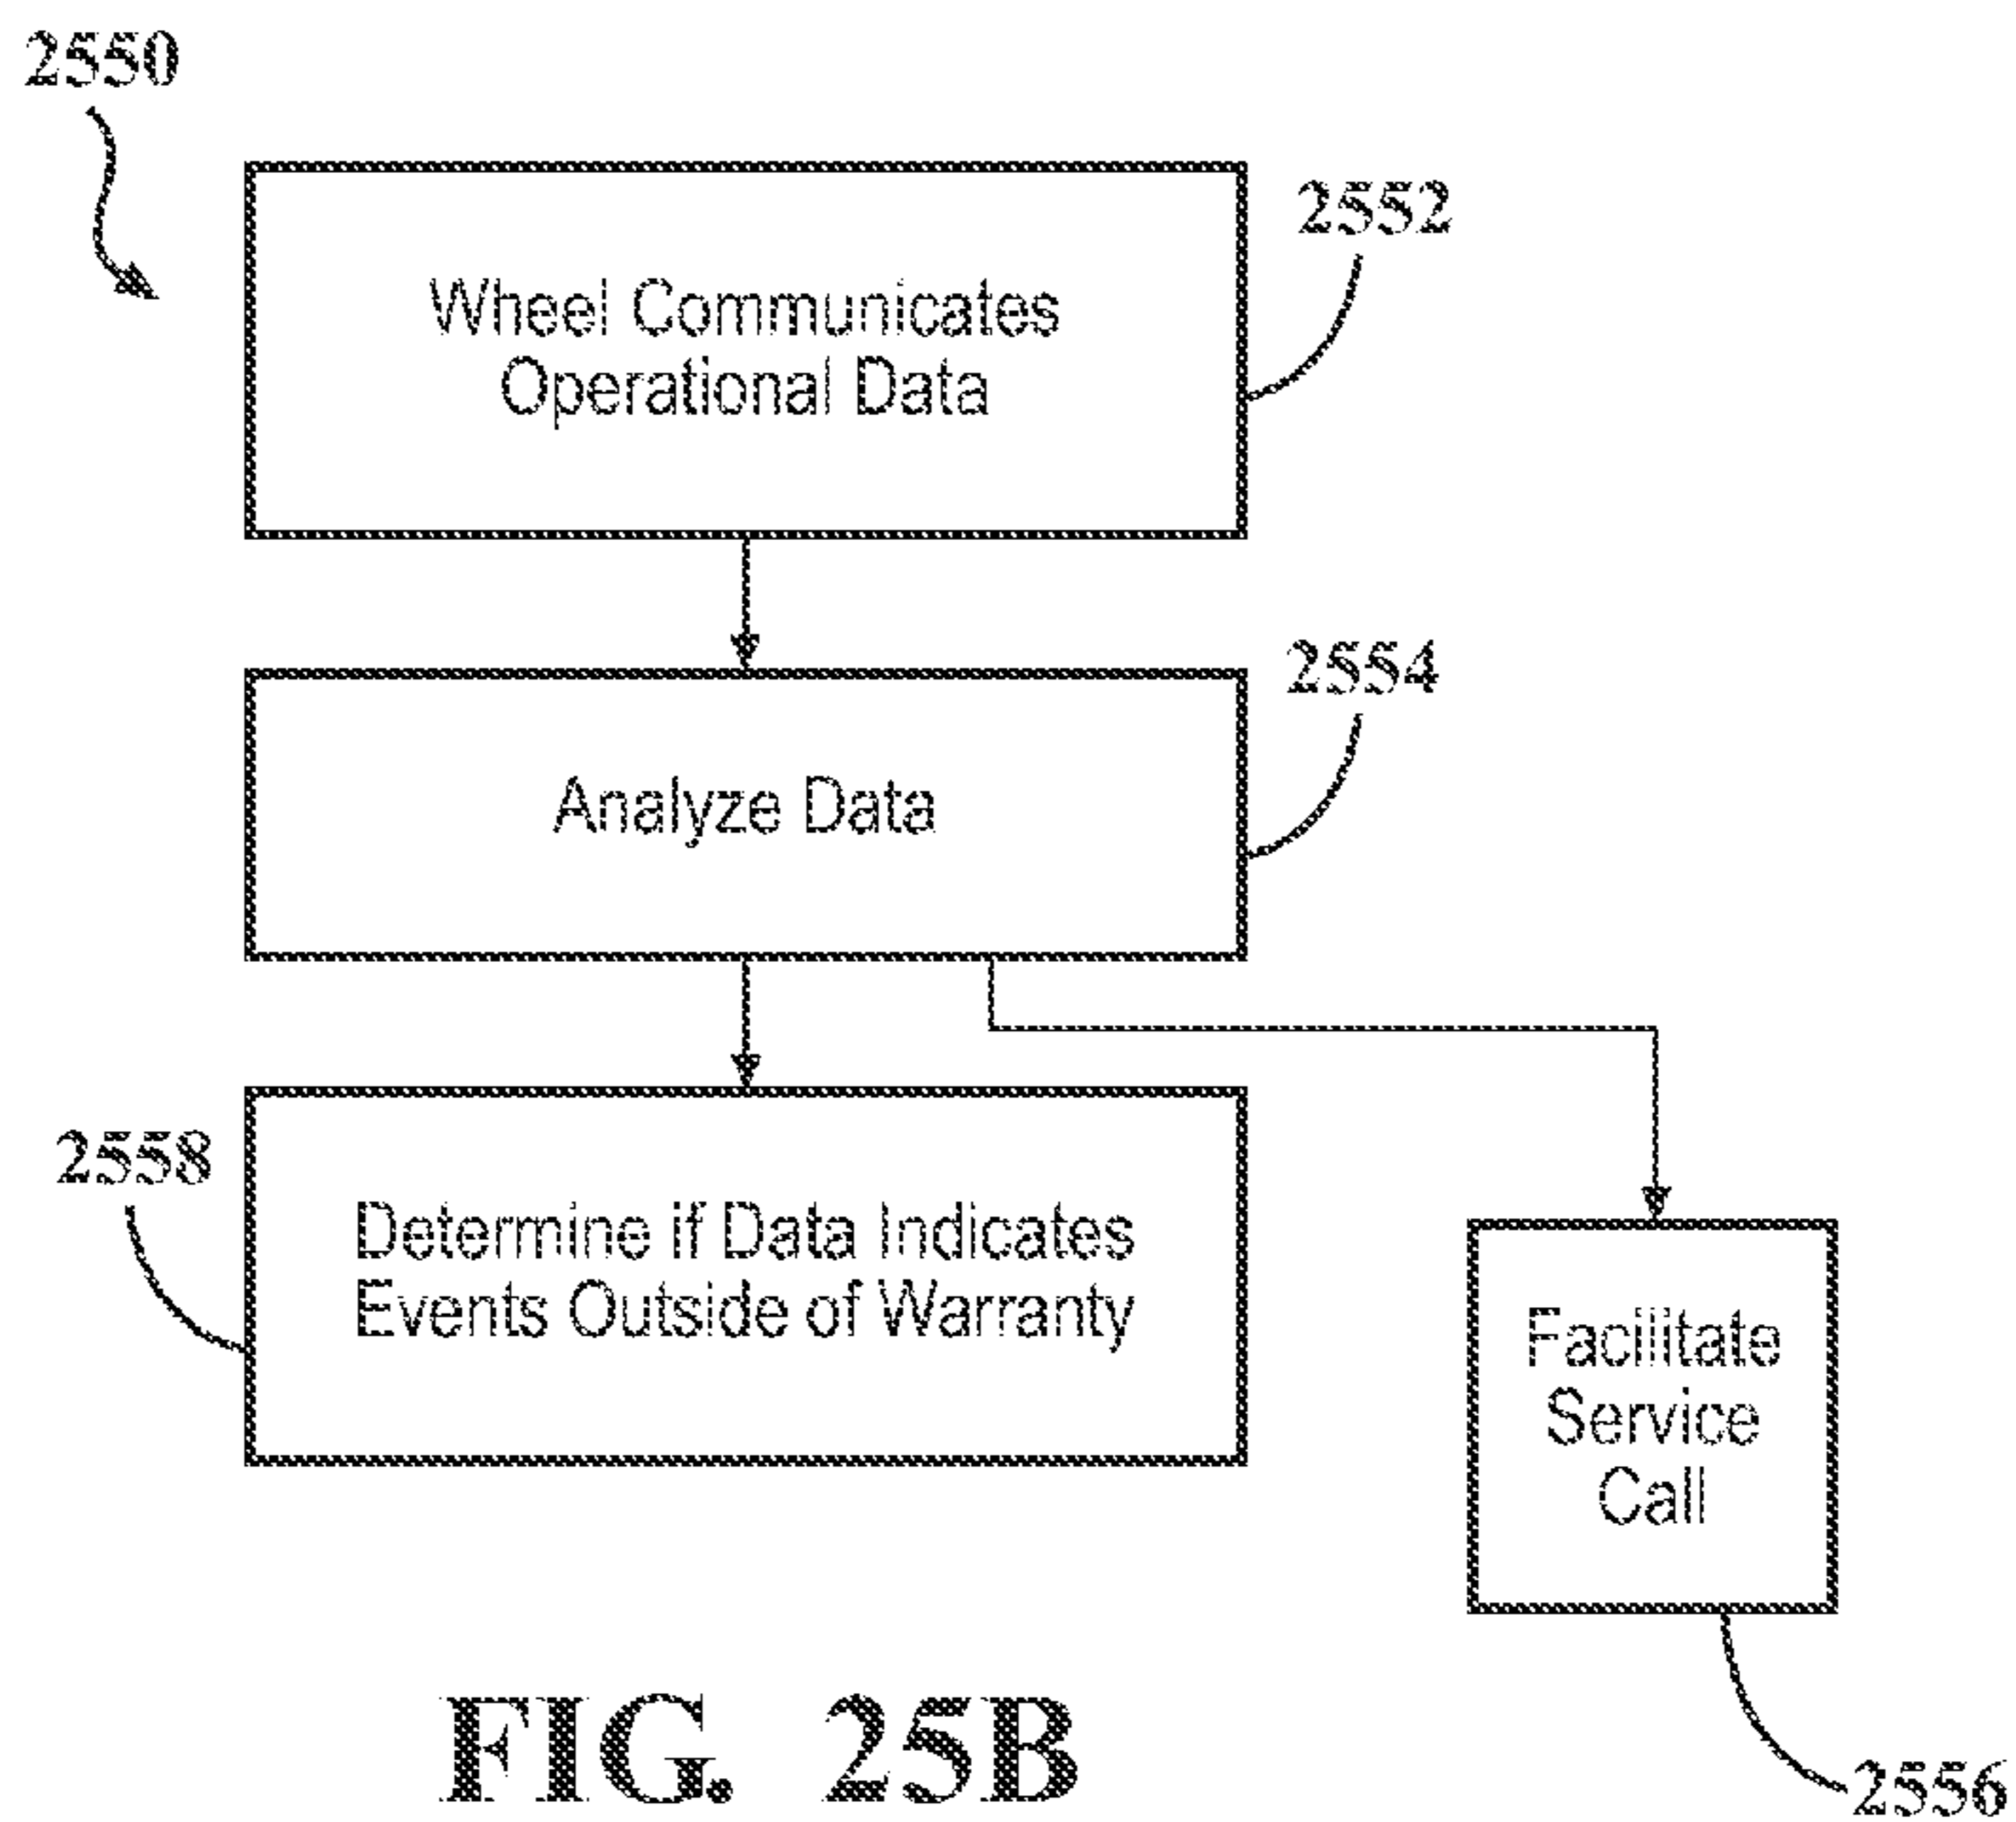 2550
2552
Wheel Communicates
Operational Data
2554
Analyze Data
2558
Determine if Data Indicates
Events Outside of Warranty
Facilitate
Service
Call
2556
FIG. 25B